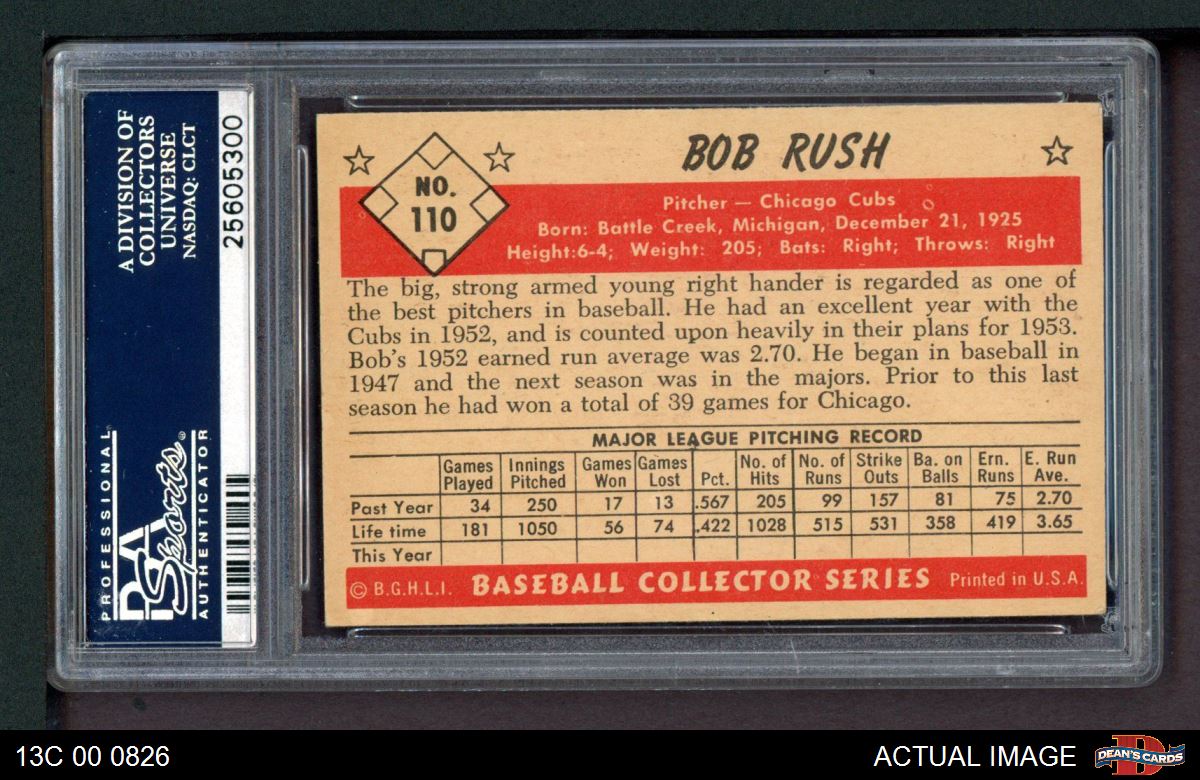 A DIVISION OF
COLLECTORS
UNIVERSE
NASDAQ: CLCT
25605300
PROFESSIONAL
PSA
Sports®
AUTHENTICATOR
NO.
110
BOB RUSH
Pitcher — Chicago Cubs
Born: Battle Creek, Michigan, December 21, 1925
Height:6-4; Weight: 205; Bats: Right; Throws: Right
The big, strong armed young right hander is regarded as one of
the best pitchers in baseball. He had an excellent year with the
Cubs in 1952, and is counted upon heavily in their plans for 1953.
Bob's 1952 earned run average was 2.70. He began in baseball in
1947 and the next season was in the majors. Prior to this last
season he had won a total of 39 games for Chicago.
MAJOR LEAGUE PITCHING RECORD
Games Played Innings Pitched Games Won Games Lost Pct. No. of Hits No. of Runs Strike Outs Ba. on Balls Ern. Runs E. Run Ave.
Past Year 34 250 17 13 .567 205 99 157 81 75 2.70
Life time 181 1050 56 74 .422 1028 515 531 358 419 3.65
This Year
© B.G.H.L.I. BASEBALL COLLECTOR SERIES Printed in U.S.A.
13C 00 0826
ACTUAL IMAGE
DEAN'S CARDS